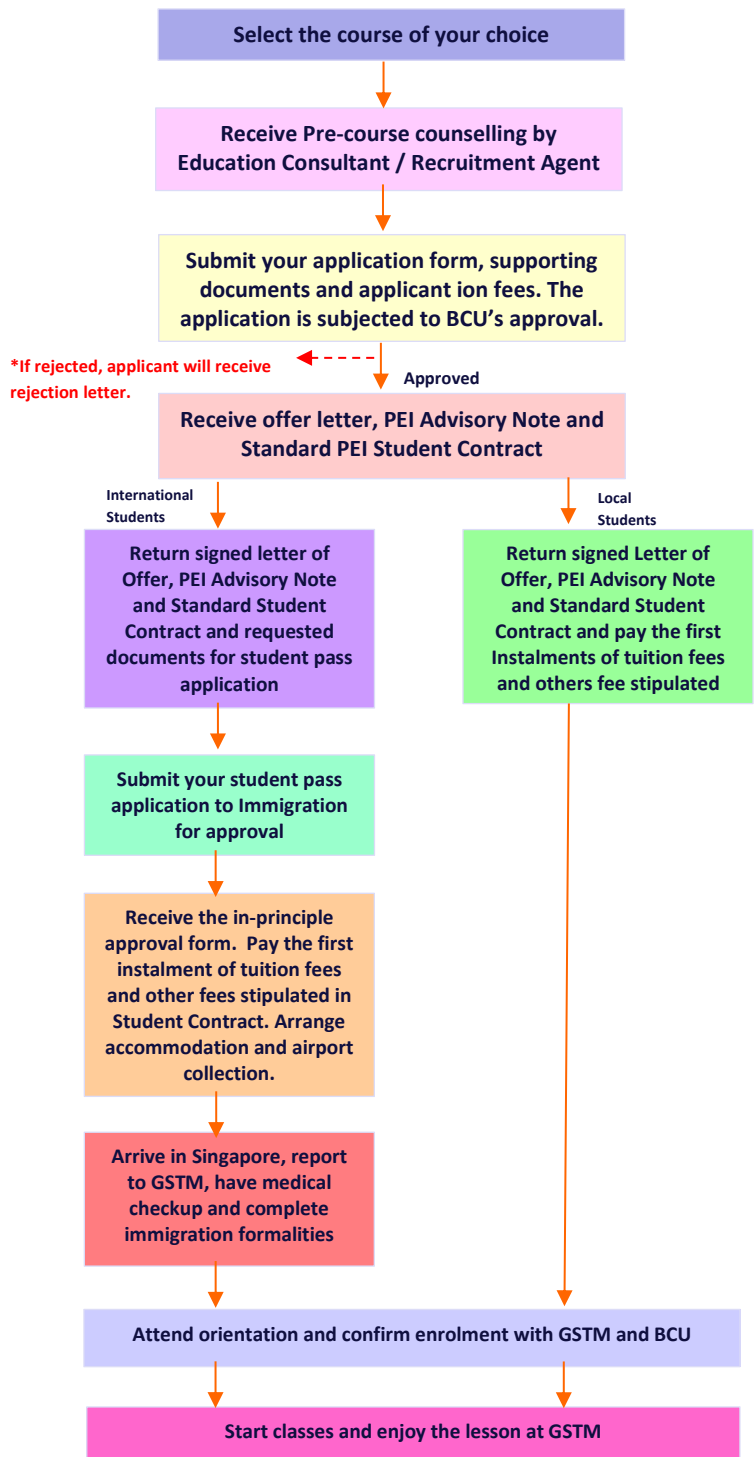 Select the course of your choice
Receive Pre-course counselling by
Education Consultant / Recruitment Agent
Submit your application form, supporting
documents and applicant ion fees. The
application is subjected to BCU's approval.
*If rejected, applicant will receive
rejection letter.
Approved
Receive offer letter, PEI Advisory Note and
Standard PEI Student Contract
International
Students
Local
Students
Return signed letter of
Offer, PEI Advisory Note
and Standard Student
Contract and requested
documents for student pass
application
Return signed Letter of
Offer, PEI Advisory Note
and Standard Student
Contract and pay the first
Instalments of tuition fees
and others fee stipulated
Submit your student pass
application to Immigration
for approval
Receive the in-principle
approval form.  Pay the first
instalment of tuition fees
and other fees stipulated in
Student Contract. Arrange
accommodation and airport
collection.
Arrive in Singapore, report
to GSTM, have medical
checkup and complete
immigration formalities
Attend orientation and confirm enrolment with GSTM and BCU
Start classes and enjoy the lesson at GSTM